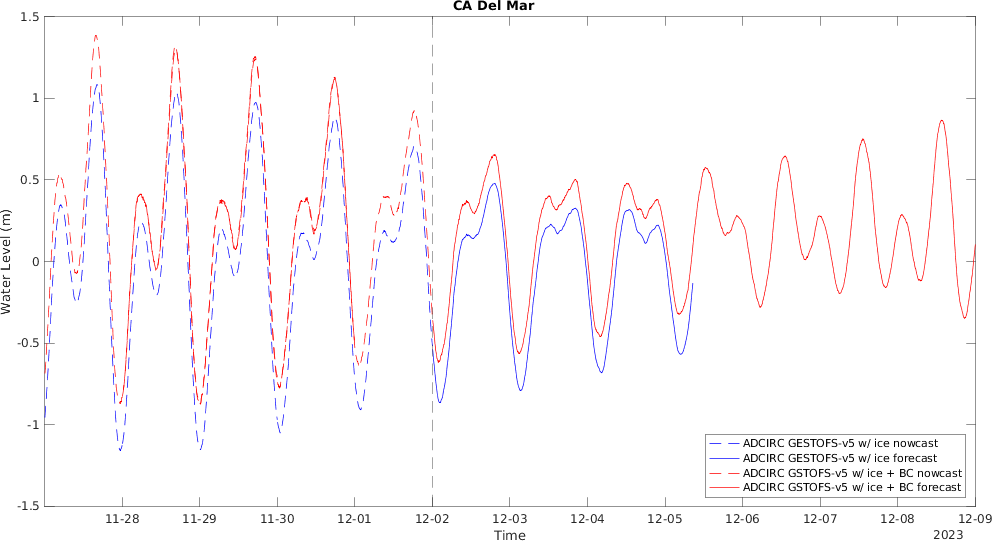 CA Del Mar
1.5
1
0.5
0
-0.5
-1
-1.5
Water Level (m)
11-28 11-29 11-30 12-01 12-02 12-03 12-04 12-05 12-06 12-07 12-08 12-09
Time
2023
ADCIRC GESTOFS-v5 w/ ice nowcast
ADCIRC GESTOFS-v5 w/ ice forecast
ADCIRC GSTOFS-v5 w/ ice + BC nowcast
ADCIRC GSTOFS-v5 w/ ice + BC forecast